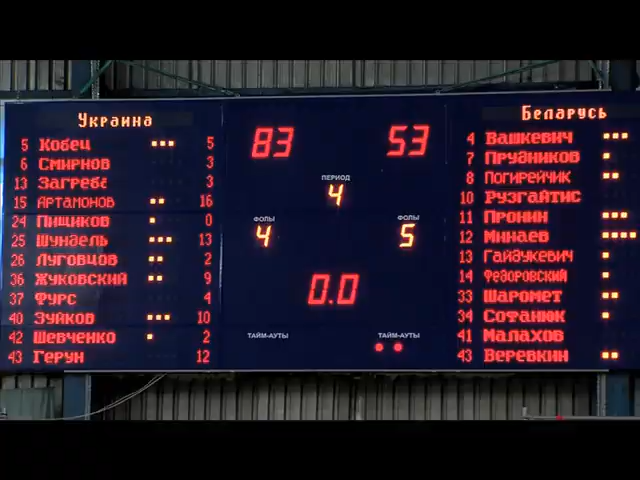 Украина
5 Кобец 5
6 Смирнов 3
13 Загреба 3
15 Артамонов 16
24 Пищиков 0
25 Шундель 13
26 Луговцов 2
36 Жуковский 9
37 Фурс 4
40 Зуйков 10
42 Шевченко 2
43 Герун 12
83 53
ПЕРИОД
4
ФОЛЫ ФОЛЫ
4 5
0.0
ТАЙМ-АУТЫ ТАЙМ-АУТЫ
Беларусь
4 Вашкевич
7 Прудников
8 Погирейчик
10 Рузгайтис
11 Пронин
12 Минаев
13 Гайдукевич
14 Федоровский
33 Шаромет
34 Софанюк
41 Малахов
43 Веревкин